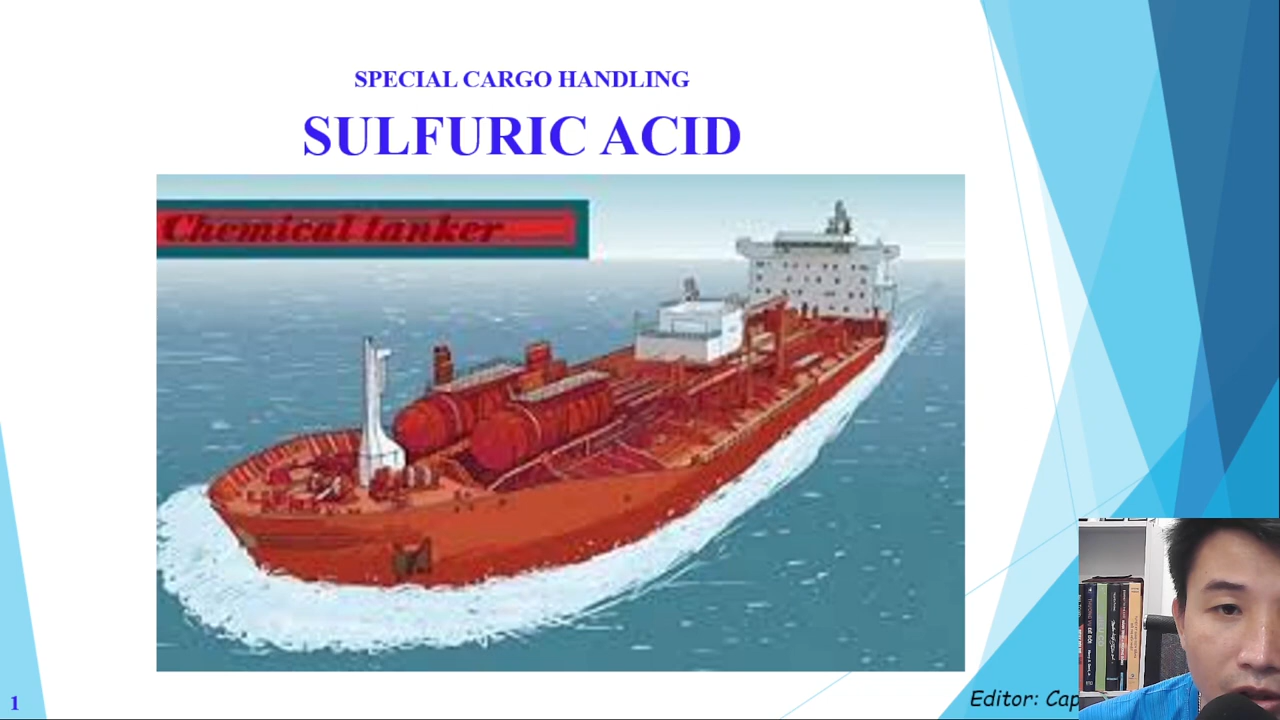 SPECIAL CARGO HANDLING
SULFURIC ACID
Chemical tanker
1
Editor: Cap